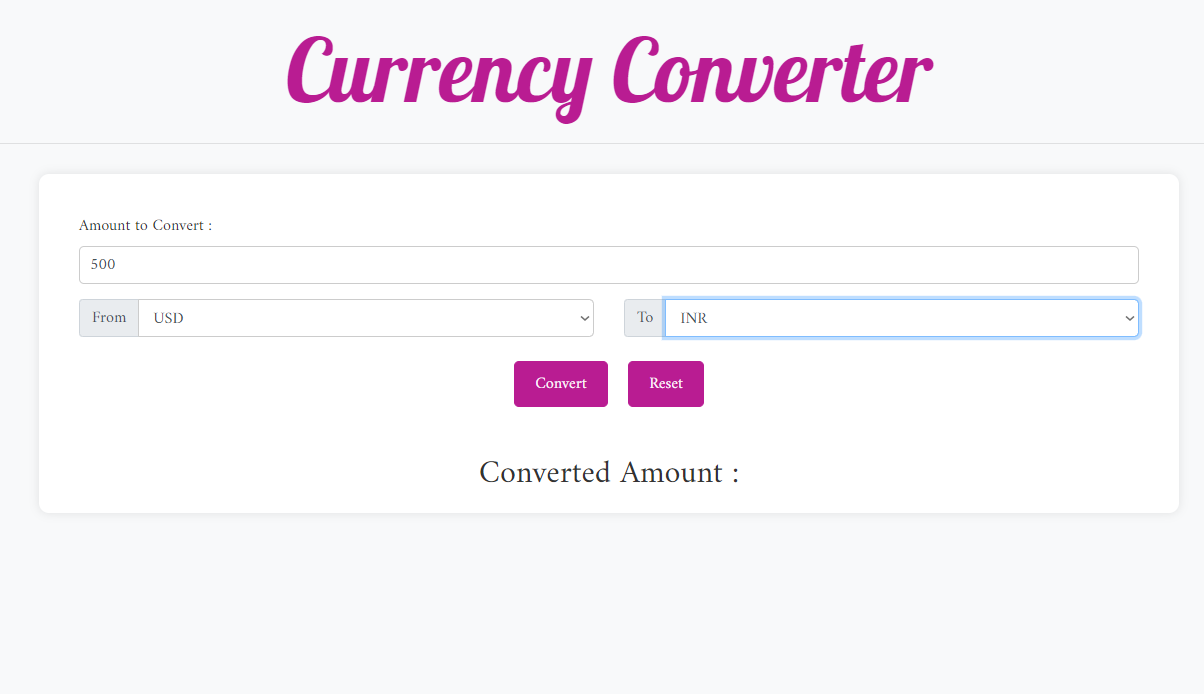 Currency Converter
Amount to Convert :
500
From USD To INR
Convert Reset
Converted Amount :